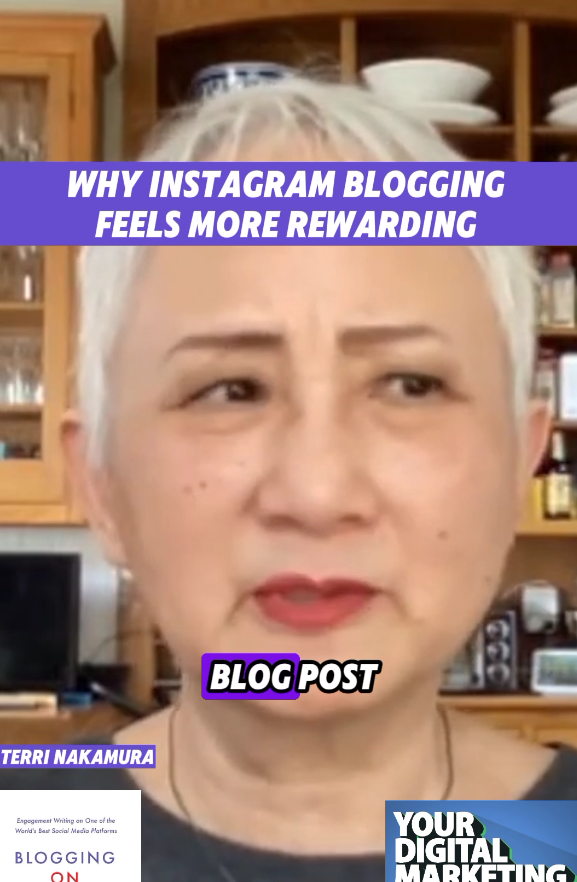 WHY INSTAGRAM BLOGGING
FEELS MORE REWARDING
BLOG POST
TERRI NAKAMURA
Engagement Writing on One of the
World's Best Social Media Platforms
BLOGGING
ON
YOUR
DIGITAL
MARKETING